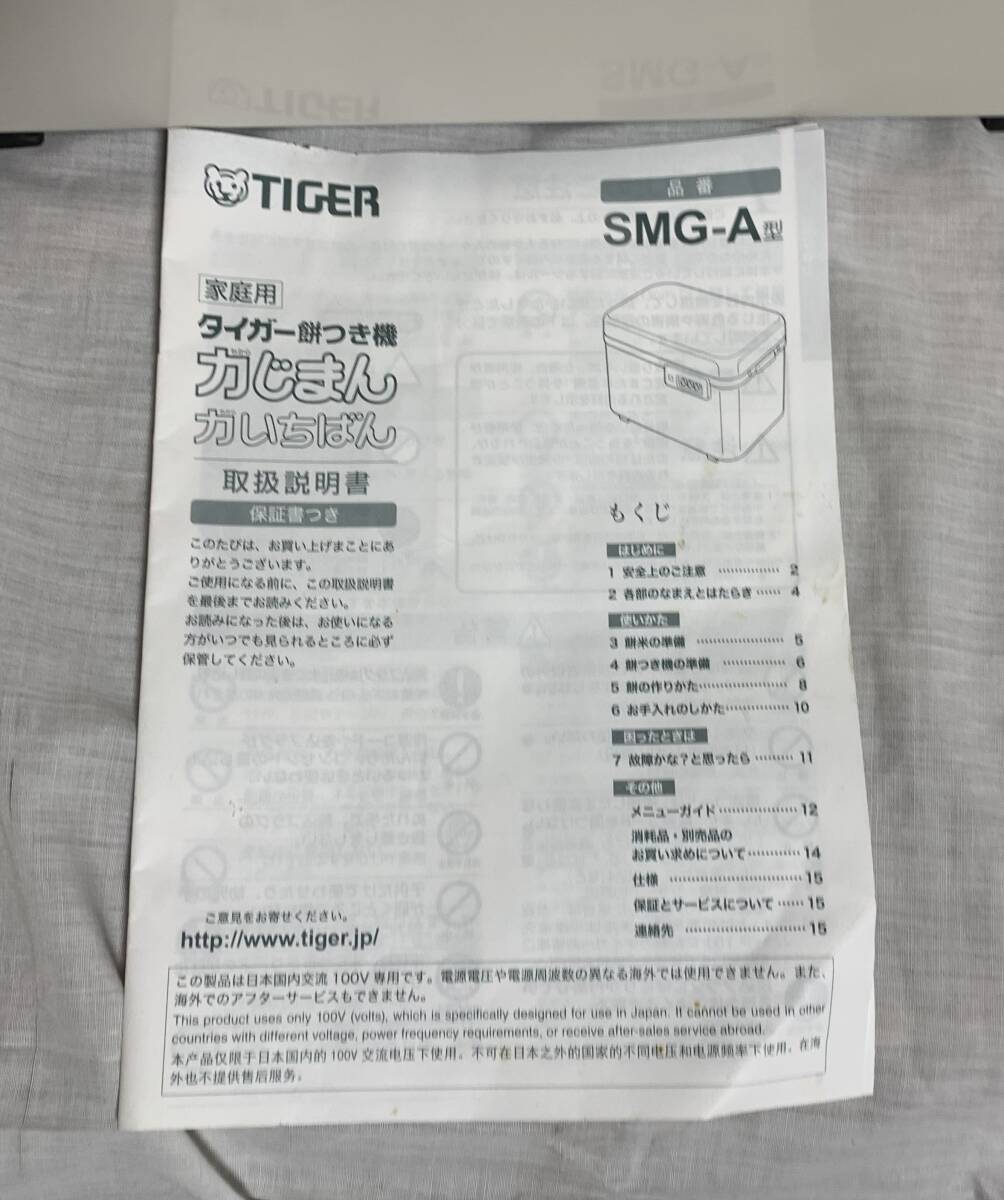 TIGER
品番
SMG-A型
家庭用
タイガー餅つき機
力じまん
力いちばん
取扱説明書
保証書つき
このたびは、お買い上げまことにあ
りがとうございます。
ご使用になる前に、この取扱説明書
を最後までお読みください。
お読みになった後は、お使いになる
方がいつでも見られるところに必ず
保管してください。
もくじ
はじめに
1 安全上のご注意 …………… 2
2 各部のなまえとはたらき …… 4
使いかた
3 餅米の準備 ………………… 5
4 餅つき機の準備 …………… 6
5 餅の作りかた………………… 8
6 お手入れのしかた…………… 10
困ったときは
7 故障かな?と思ったら ……… 11
その他
メニューガイド……………… 12
消耗品・別売品の
お買い求めについて………… 14
仕様 ………………………… 15
保証とサービスについて …… 15
連絡先 ……………………… 15
ご意見をお寄せください。
http://www.tiger.jp/
この製品は日本国内交流100V専用です。電源電圧や電源周波数の異なる海外では使用できません。また、
海外でのアフターサービスもできません。
This product uses only 100V (volts), which is specifically designed for use in Japan. It cannot be used in other
countries with different voltage, power frequency requirements, or receive after-sales service abroad.
本产品仅限于日本国内的100V交流电压下使用。不可在日本之外的国家的不同电压和电源频率下使用。在海
外也不提供售后服务。